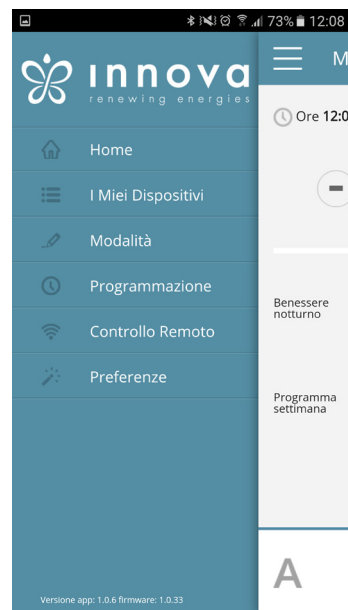 73% 12:08
M
innova
renewing energies
Ore 12:0
Home
I Miei Dispositivi
Modalità
Programmazione
Controllo Remoto
Preferenze
Benessere
notturno
Programma
settimana
A
Versione app: 1.0.6 firmware: 1.0.33